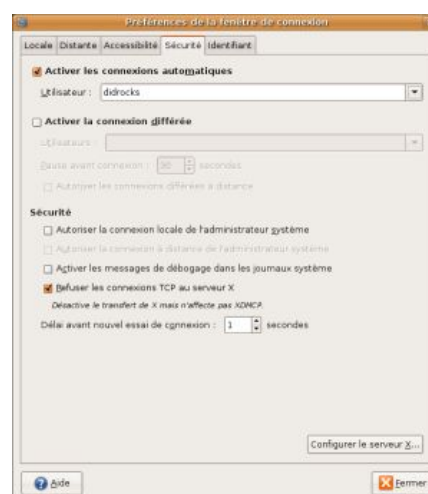 Préférences de la fenêtre de connexion
Locale Distante Accessibilité Sécurité Identifiant
Activer les connexions automatiques
Utilisateur : didrocks
Activer la connexion différée
Utilisateurs :
Pause avant connexion : 30 secondes
Autoriser les connexions différées à distance
Sécurité
Autoriser la connexion locale de l'administrateur système
Autoriser la connexion à distance de l'administrateur système
Activer les messages de débogage dans les journaux système
Refuser les connexions TCP au serveur X
Désactive le transfert de X mais n'affecte pas XDMCP.
Délai avant nouvel essai de connexion : 1 secondes
Configurer le serveur X...
Aide Fermer